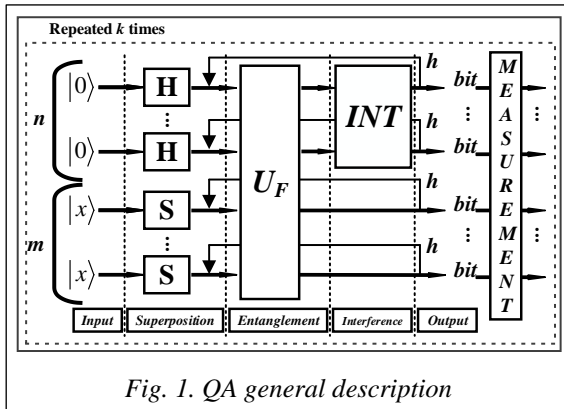 Repeated k times
n
m
|0⟩ H h bit
⋮ ⋮ ⋮
|0⟩ H INT h bit
U_F
|x⟩ S h bit
⋮ ⋮ ⋮
|x⟩ S h bit
MEASUREMENT
Input Superposition Entanglement Interference Output
Fig. 1. QA general description